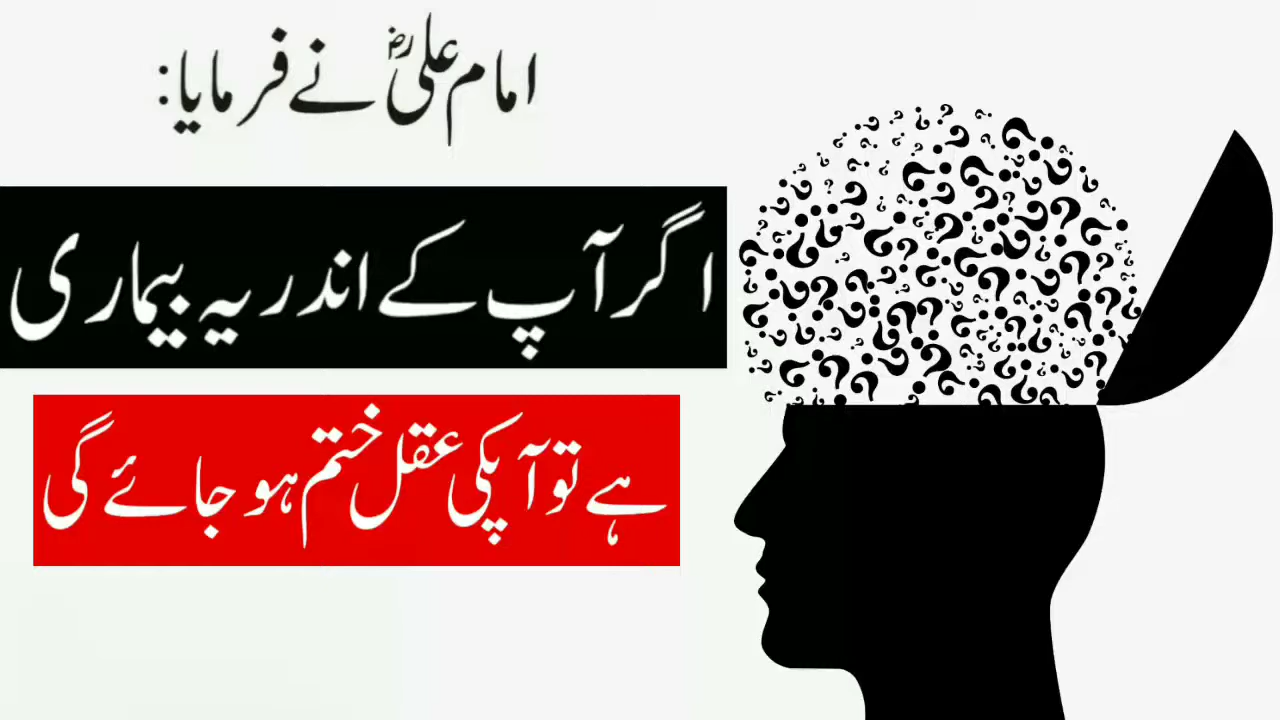 امام علیؓ نے فرمایا:
اگر آپ کے اندر یہ بیماری
ہے تو آپکی عقل ختم ہو جائے گی